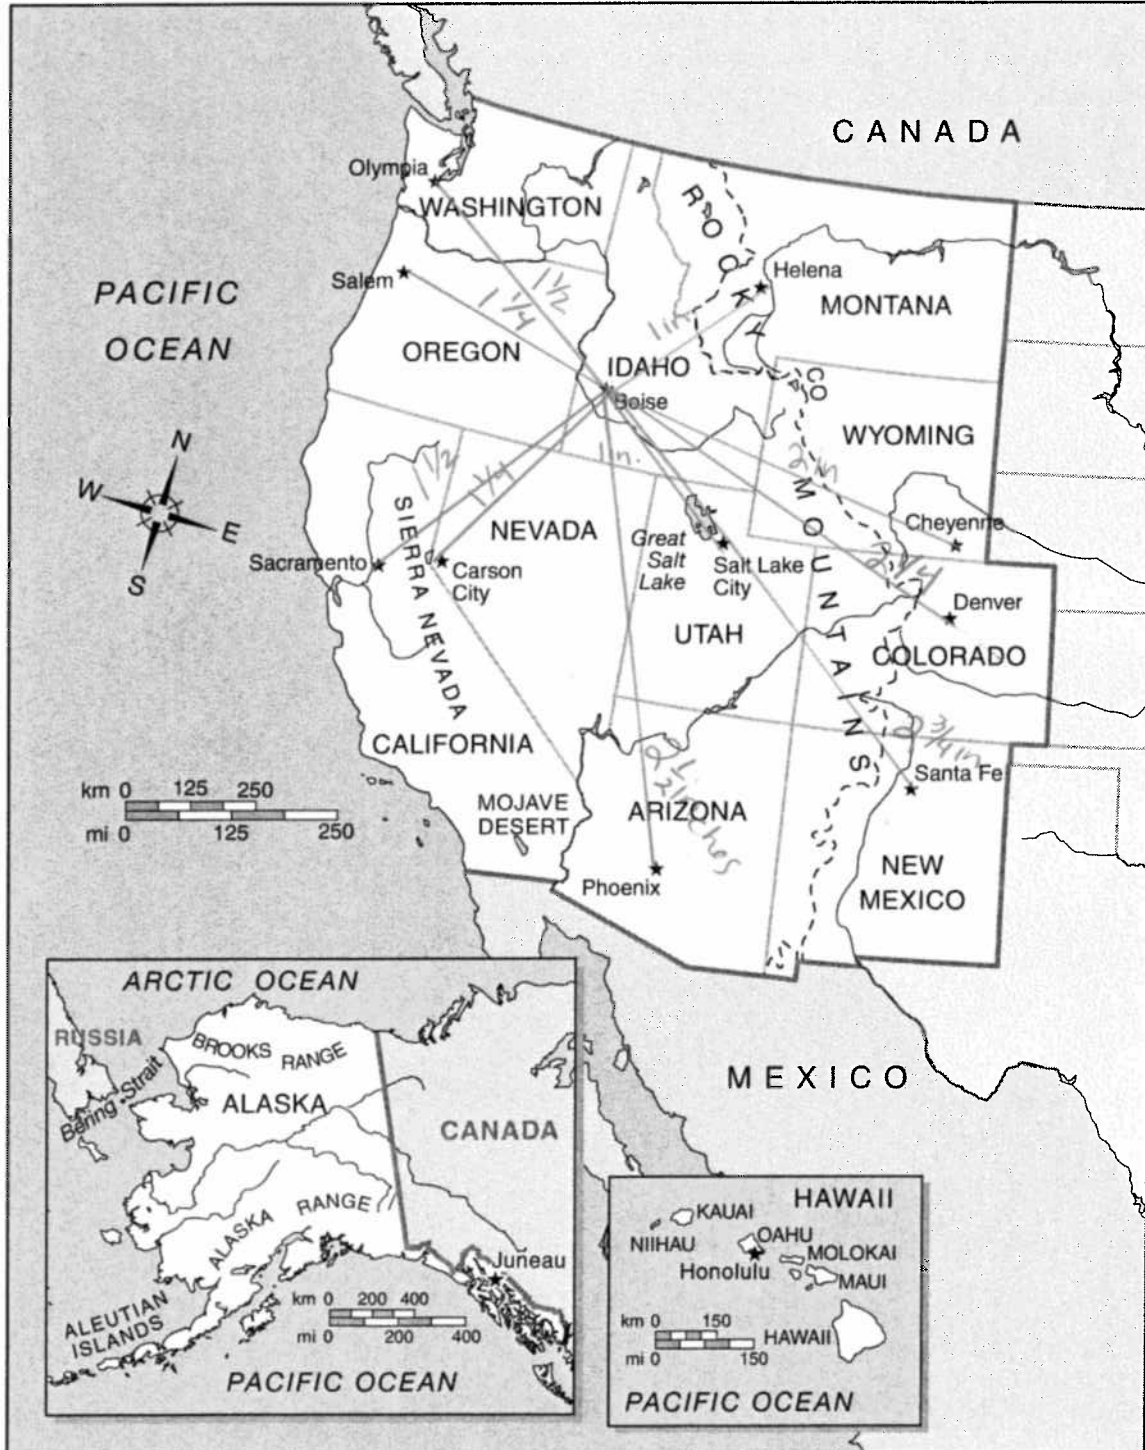 CANADA
Olympia
WASHINGTON
ROCKY
Salem
Helena
1 1/2
1 1/4
1 in.
PACIFIC
OCEAN
MONTANA
OREGON
IDAHO
Boise
CO
WYOMING
N
W
E
S
1 1/2
1 1/4
1 in.
2 in
MOUNTAINS
SIERRA NEVADA
NEVADA
Great
Salt
Lake
Cheyenne
Sacramento
Carson
City
Salt Lake
City
2 1/4
Denver
UTAH
COLORADO
CALIFORNIA
2 3/4 in
Santa Fe
km 0 125 250
mi 0 125 250
MOJAVE
DESERT
2 1/2 inches
ARIZONA
Phoenix
NEW
MEXICO
ARCTIC OCEAN
RUSSIA
BROOKS RANGE
Bering Strait
ALASKA
CANADA
ALASKA RANGE
Juneau
ALEUTIAN
ISLANDS
km 0 200 400
mi 0 200 400
PACIFIC OCEAN
MEXICO
HAWAII
KAUAI
NIIHAU
OAHU
Honolulu
MOLOKAI
MAUI
km 0 150
mi 0 150
HAWAII
PACIFIC OCEAN